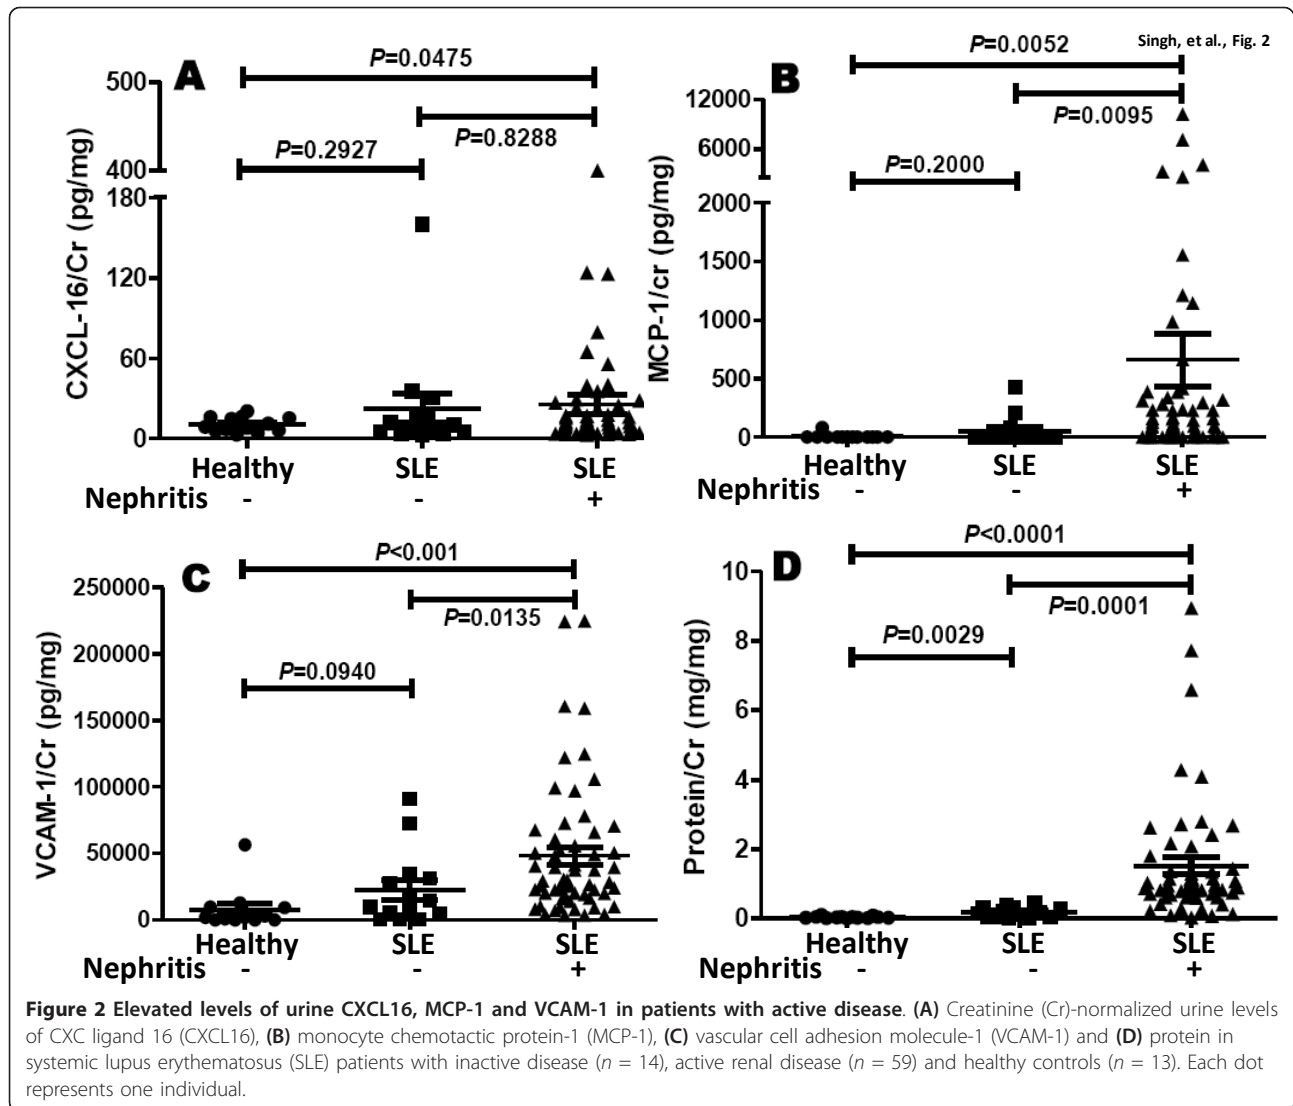 Singh, et al., Fig. 2
A
P=0.0475
P=0.8288
P=0.2927
CXCL-16/Cr (pg/mg)
500
400
180
120
60
0
Healthy SLE SLE
Nephritis - - +
B
P=0.0052
P=0.0095
P=0.2000
MCP-1/cr (pg/mg)
12000
6000
2000
1500
1000
500
0
Healthy SLE SLE
Nephritis - - +
C
P<0.001
P=0.0135
P=0.0940
VCAM-1/Cr (pg/mg)
250000
200000
150000
100000
50000
0
Healthy SLE SLE
Nephritis - - +
D
P<0.0001
P=0.0001
P=0.0029
Protein/Cr (mg/mg)
10
8
6
4
2
0
Healthy SLE SLE
Nephritis - - +
Figure 2 Elevated levels of urine CXCL16, MCP-1 and VCAM-1 in patients with active disease. (A) Creatinine (Cr)-normalized urine levels
of CXC ligand 16 (CXCL16), (B) monocyte chemotactic protein-1 (MCP-1), (C) vascular cell adhesion molecule-1 (VCAM-1) and (D) protein in
systemic lupus erythematosus (SLE) patients with inactive disease (n = 14), active renal disease (n = 59) and healthy controls (n = 13). Each dot
represents one individual.